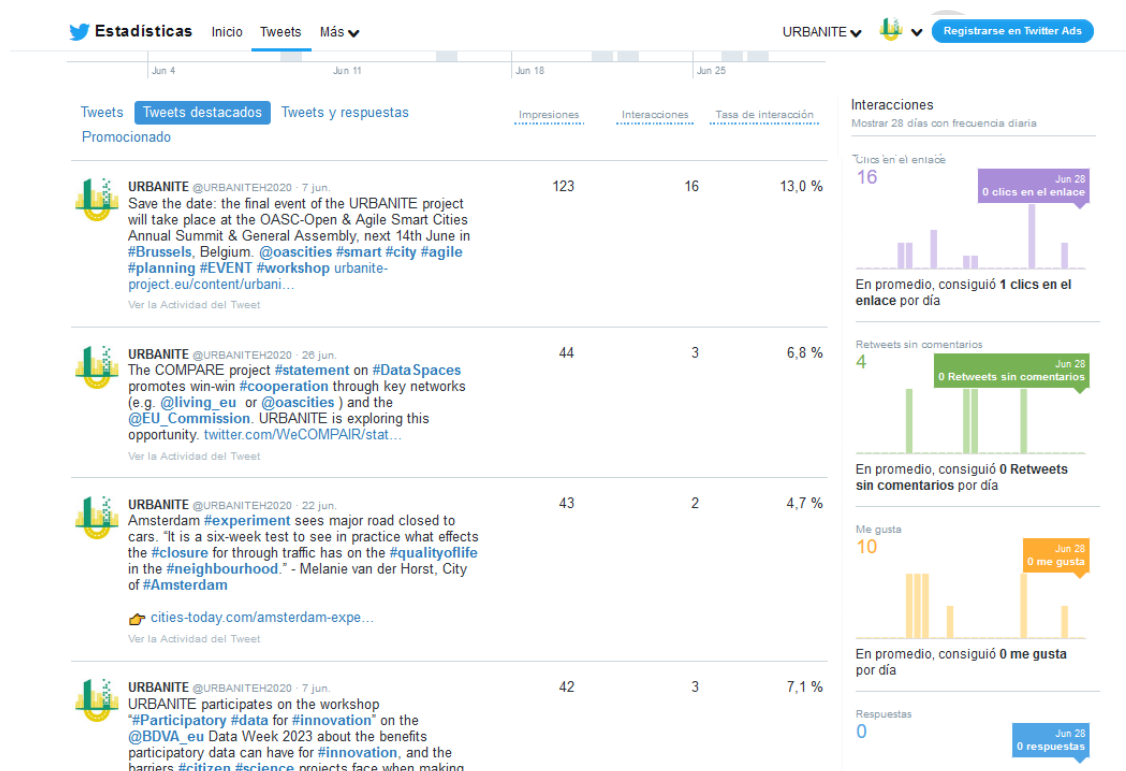 Estadísticas Inicio Tweets Más URBANITE Registrarse en Twitter Ads
Jun 4 Jun 11 Jun 18 Jun 25
Tweets Tweets destacados Tweets y respuestas
Promocionado
Impresiones Interacciones Tasa de interacción
URBANITE @URBANITEH2020 · 7 jun.
123 16 13,0 %
Save the date: the final event of the URBANITE project
will take place at the OASC-Open & Agile Smart Cities
Annual Summit & General Assembly, next 14th June in
#Brussels, Belgium. @oascities #smart #city #agile
#planning #EVENT #workshop urbanite-
project.eu/content/urbani…
Ver la Actividad del Tweet
URBANITE @URBANITEH2020 · 26 jun.
44 3 6,8 %
The COMPARE project #statement on #DataSpaces
promotes win-win #cooperation through key networks
(e.g. @living_eu or @oascities ) and the
@EU_Commission. URBANITE is exploring this
opportunity. twitter.com/WeCOMPAIR/stat…
Ver la Actividad del Tweet
URBANITE @URBANITEH2020 · 22 jun.
43 2 4,7 %
Amsterdam #experiment sees major road closed to
cars. “It is a six-week test to see in practice what effects
the #closure for through traffic has on the #qualityoflife
in the #neighbourhood.” - Melanie van der Horst, City
of #Amsterdam
👉 cities-today.com/amsterdam-expe…
Ver la Actividad del Tweet
URBANITE @URBANITEH2020 · 7 jun.
42 3 7,1 %
URBANITE participates on the workshop
“#Participatory #data for #innovation” on the
@BDVA_eu Data Week 2023 about the benefits
participatory data can have for #innovation, and the
barriers #citizen #science projects face when making
Interacciones
Mostrar 28 días con frecuencia diaria
Clics en el enlace
16
Jun 28
0 clics en el enlace
En promedio, consiguió 1 clics en el
enlace por día
Retweets sin comentarios
4
Jun 28
0 Retweets sin comentarios
En promedio, consiguió 0 Retweets
sin comentarios por día
Me gusta
10
Jun 28
0 me gusta
En promedio, consiguió 0 me gusta
por día
Respuestas
0
Jun 28
0 respuestas